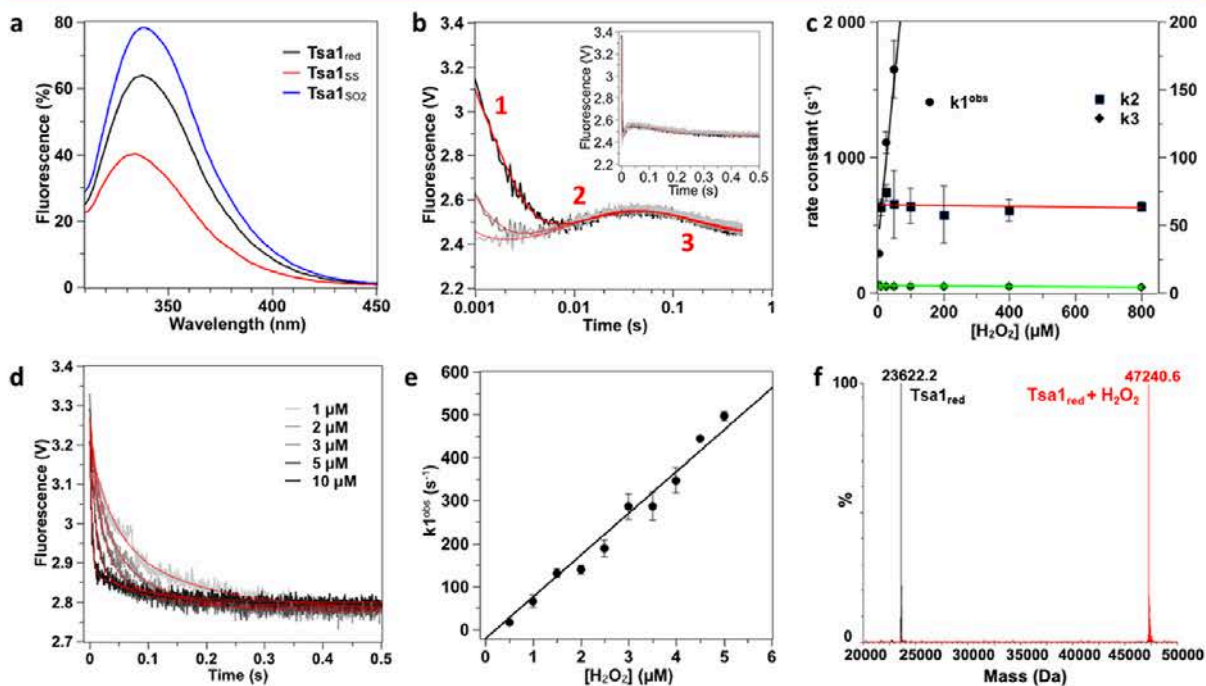 a
80
60
40
20
0
Fluorescence (%)
350
400
450
Wavelength (nm)
Tsa1red
Tsa1SS
Tsa1SO2
b
3.4
3.2
3.0
2.8
2.6
2.4
2.2
Fluorescence (V)
0.001
0.01
0.1
1
Time (s)
1
2
3
3.4
3.2
3.0
2.8
2.6
2.4
2.2
Fluorescence (V)
0 0.1 0.2 0.3 0.4 0.5
Time (s)
c
2 000
1 000
0
rate constant (s⁻¹)
200
150
100
50
0
0 200 400 600 800
[H₂O₂] (µM)
k1obs
k2
k3
d
3.4
3.3
3.2
3.1
3.0
2.9
2.8
2.7
Fluorescence (V)
0 0.1 0.2 0.3 0.4 0.5
Time (s)
1 µM
2 µM
3 µM
5 µM
10 µM
e
600
500
400
300
200
100
0
k1obs (s⁻¹)
0 1 2 3 4 5 6
[H₂O₂] (µM)
f
100
%
0
23622.2
Tsa1red
47240.6
Tsa1red + H₂O₂
20000 25000 30000 35000 40000 45000 50000
Mass (Da)